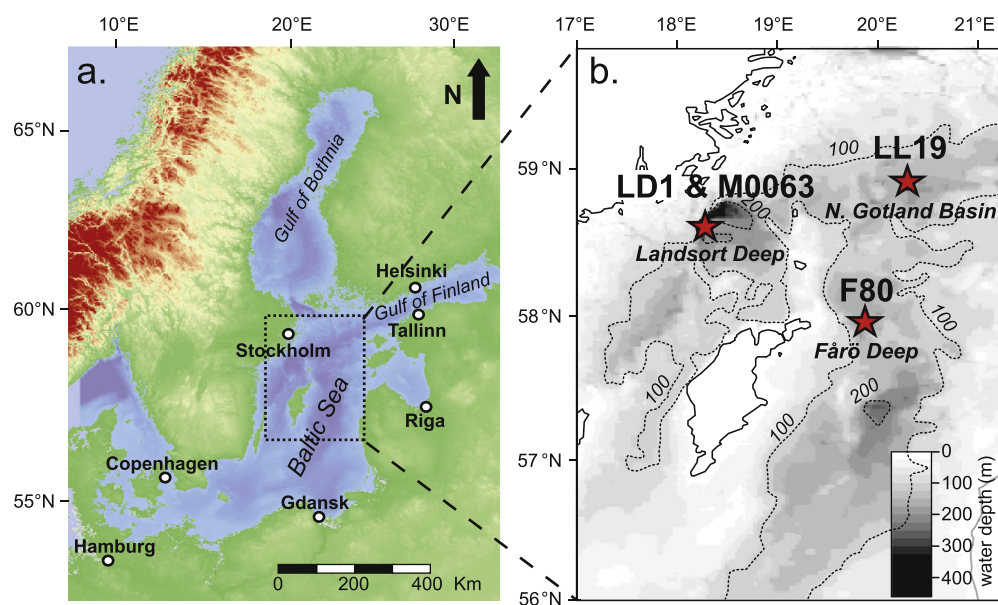 10°E 20°E 30°E
a.
N
65°N
60°N
55°N
Gulf of Bothnia
Helsinki
Gulf of Finland
Tallinn
Stockholm
Baltic Sea
Riga
Copenhagen
Gdansk
Hamburg
0 200 400 Km
17°E 18°E 19°E 20°E 21°E
b.
59°N
58°N
57°N
56°N
100
LL19
N. Gotland Basin
LD1 & M0063
200
Landsort Deep
F80
Fårö Deep
100
100
200
100
0
100
200
300
400
water depth (m)